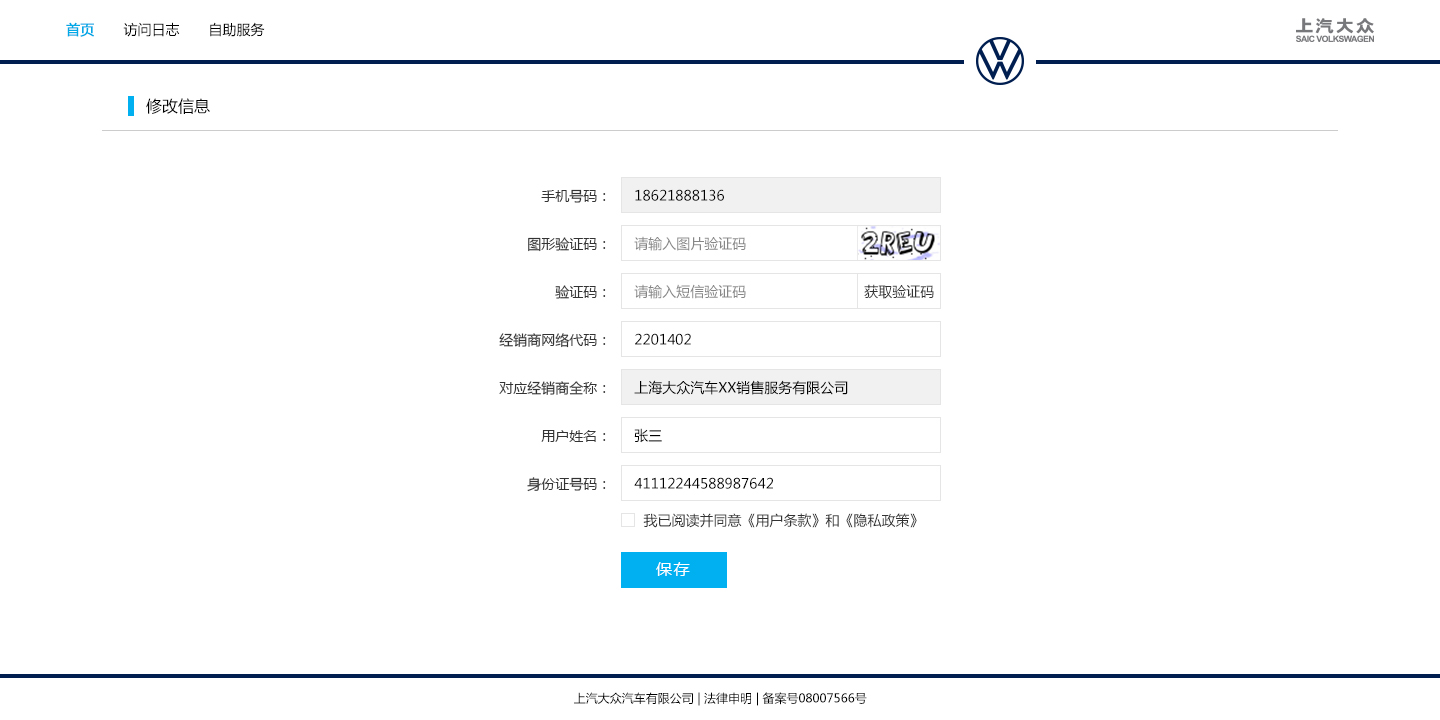 首页 访问日志 自助服务
上汽大众
SAIC VOLKSWAGEN
修改信息
手机号码： 18621888136
图形验证码： 请输入图片验证码 2REU
验证码： 请输入短信验证码 获取验证码
经销商网络代码： 2201402
对应经销商全称： 上海大众汽车XX销售服务有限公司
用户姓名： 张三
身份证号码： 41112244588987642
我已阅读并同意《用户条款》和《隐私政策》
保存
上汽大众汽车有限公司 | 法律申明 | 备案号08007566号